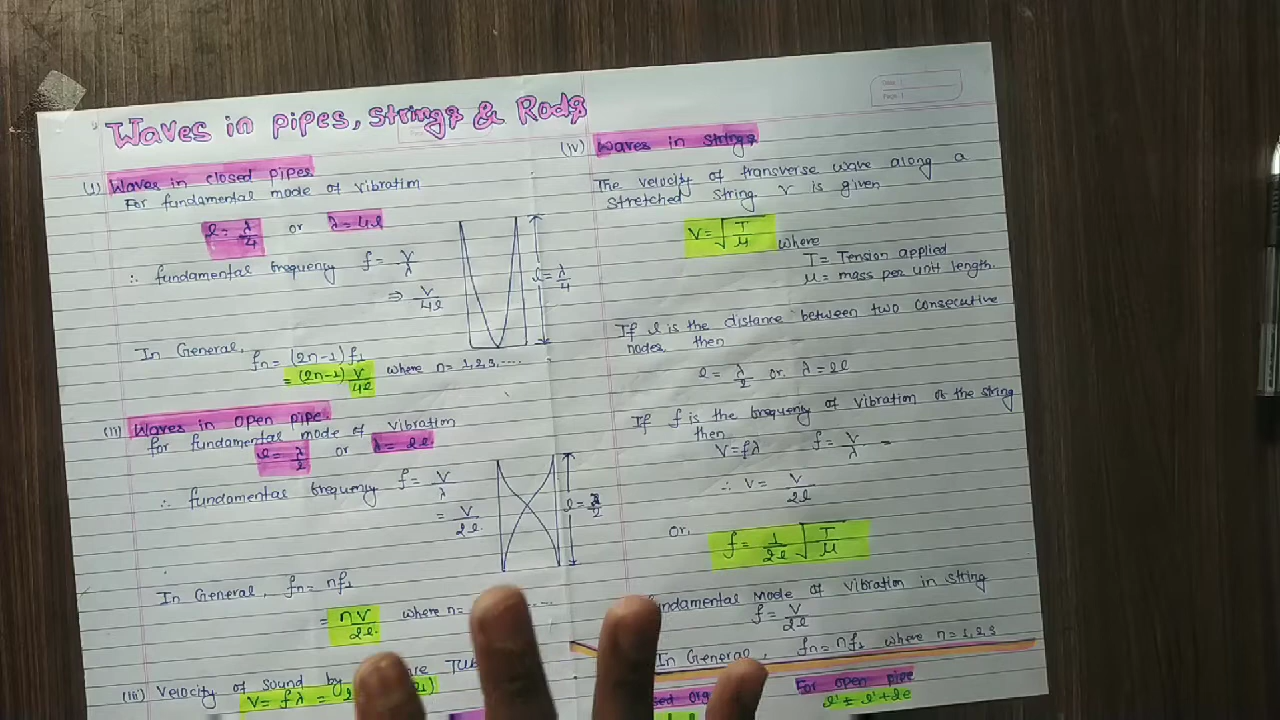 Waves in pipes, Strings & Rods
(i) Waves in closed pipes.
For fundamental mode of vibration
l = λ/4 or λ = 4l
∴ fundamental frequency f = V/λ
⇒ V/4l
l = λ/4
In General, fn = (2n-1)f1
= (2n-1) V/4l where n = 1,2,3,....
(ii) Waves in Open pipe.
For fundamental mode of vibration
l = λ/2 or λ = 2l
∴ fundamental frequency f = V/λ
= V/2l.
l = λ/2
In General, fn = nf1
= nV/2l. where n=
(iii) Velocity of sound by
V = fλ =
(iv) Waves in strings
The velocity of transverse wave along a
stretched string v is given
V = √T/μ where
T = Tension applied
μ = mass per unit length.
If l is the distance between two consecutive
nodes then
l = λ/2 or λ = 2l
If f is the frequency of vibration of the string
then
V = fλ f = V/λ =
∴ V = V/2l
or,
f = 1/2l √T/μ
mode of vibration in string
f = V/2l
In General, fn = nf1 where n = 1,2,3
For open pipe
Date :
Page :